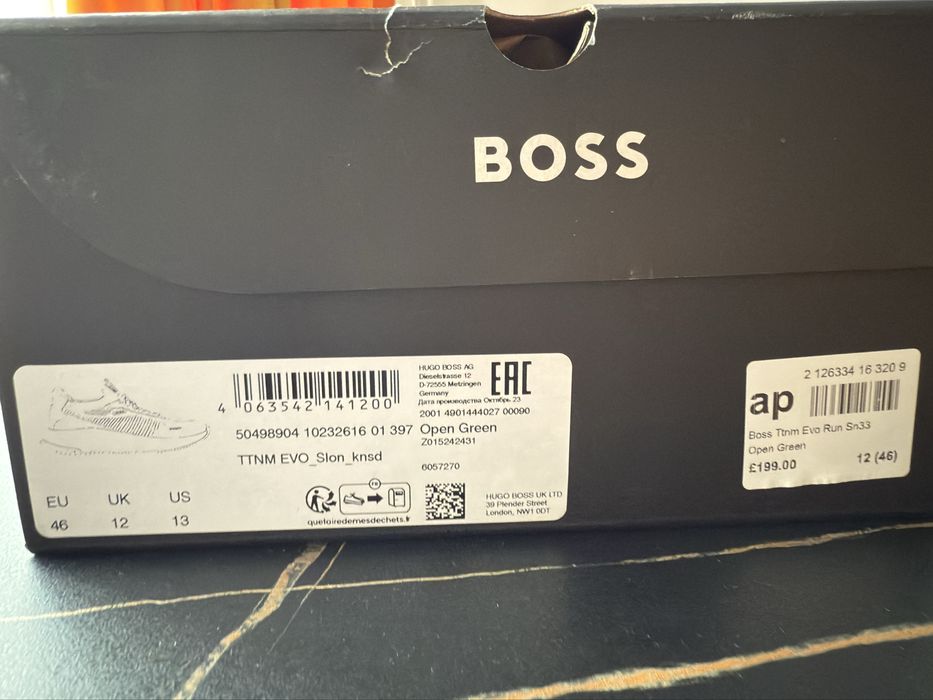 BOSS
4 063542 141200
HUGO BOSS AG
Dieselstrasse 12
D-72555 Metzingen
Germany
EAC
Дата производства Октябрь 23
2001 4901444027 00090
50498904 10232616 01 397 Open Green
Z015242431
TTNM EVO_Slon_knsd
6057270
EU UK US
46 12 13
FR
quefairedemesdechets.fr
HUGO BOSS UK LTD
39 Plender Street
London, NW1 0DT
2 126334 16 320 9
ap
Boss Ttnm Evo Run Sn33
Open Green
£199.00 12 (46)